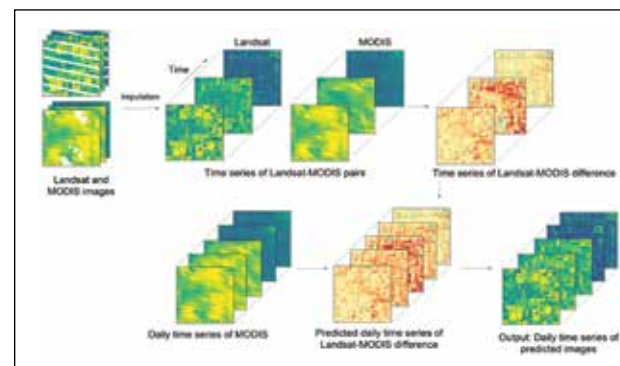 Landsat
MODIS
Time
Imputation
Landsat and
MODIS images
Time series of Landsat-MODIS pairs
Time series of Landsat-MODIS difference
Daily time series of MODIS
Predicted daily time series of
Landsat-MODIS difference
Output: Daily time series of
predicted images